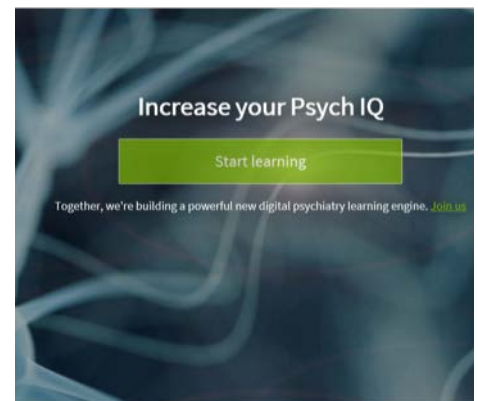 Increase your Psych IQ
Start learning
Together, we're building a powerful new digital psychiatry learning engine. Join us